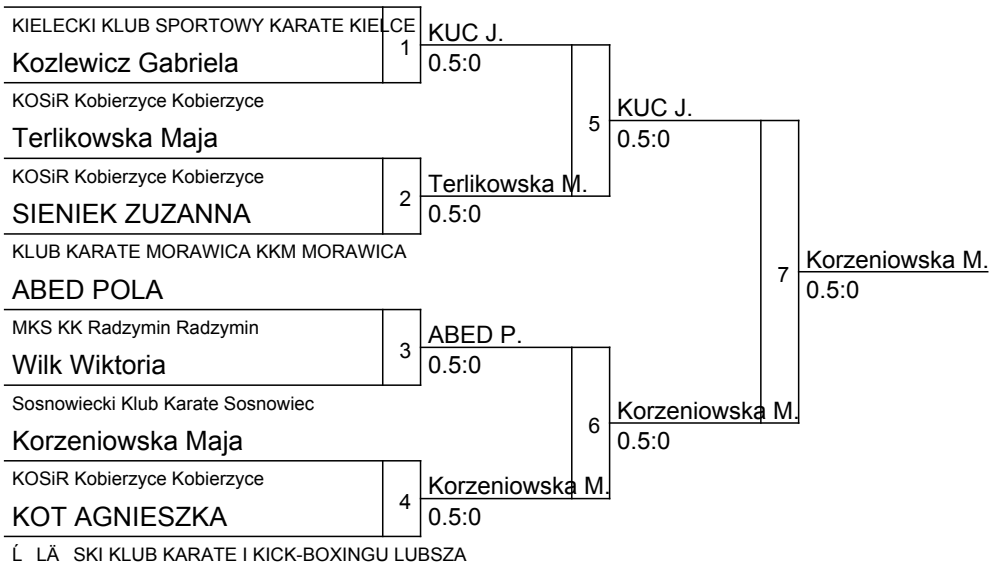 KIELECKI KLUB SPORTOWY KARATE KIELCE
1
KUC J.
Kozlewicz Gabriela
0.5:0
KOSiR Kobierzyce Kobierzyce
5
KUC J.
Terlikowska Maja
0.5:0
KOSiR Kobierzyce Kobierzyce
2
Terlikowska M.
SIENIEK ZUZANNA
0.5:0
KLUB KARATE MORAWICA KKM MORAWICA
7
Korzeniowska M.
ABED POLA
0.5:0
MKS KK Radzymin Radzymin
3
ABED P.
Wilk Wiktoria
0.5:0
Sosnowiecki Klub Karate Sosnowiec
6
Korzeniowska M.
Korzeniowska Maja
0.5:0
KOSiR Kobierzyce Kobierzyce
4
Korzeniowska M.
KOT AGNIESZKA
0.5:0
Ĺ LÄ SKI KLUB KARATE I KICK-BOXINGU LUBSZA